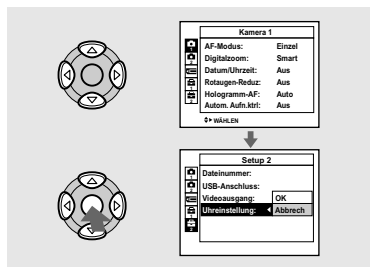 Kamera 1
AF-Modus: Einzel
Digitalzoom: Smart
Datum/Uhrzeit: Aus
Rotaugen-Reduz: Aus
Hologramm-AF: Auto
Autom. Aufn.ktrl: Aus
WÄHLEN
Setup 2
Dateinummer:
USB-Anschluss:
Videoausgang: OK
Uhreinstellung: Abbrech